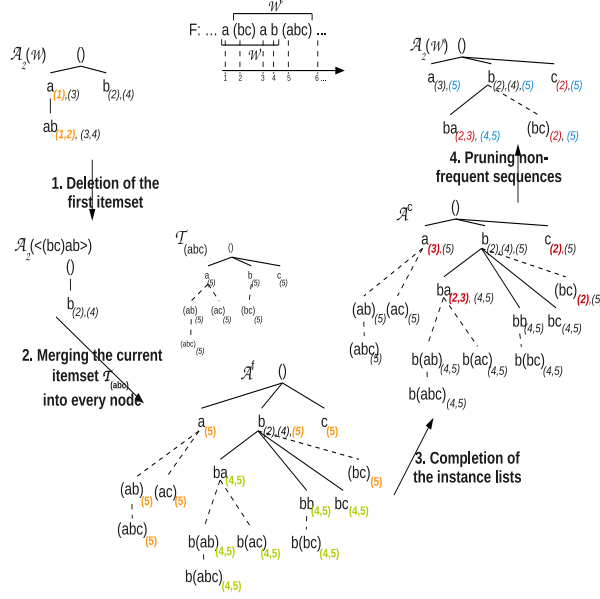 𝒲'
F: … a (bc) a b (abc) ...
𝒲
1 2 3 4 5 6 ...
𝒜2(𝒲) ()
a(1),(3) b(2),(4)
ab(1,2), (3,4)
1. Deletion of the
first itemset
𝒜2(<(bc)ab>)
()
b(2),(4)
2. Merging the current
itemset 𝒯(abc)
into every node
𝒯(abc) ()
a(5) b(5) c(5)
(ab)(5) (ac)(5) (bc)(5)
(abc)(5)
𝒜f ()
a(5) b(2),(4),(5) c(5)
(ab)(5) (ac)(5) ba(4,5) bb(4,5) bc(4,5) (bc)(5)
(abc)(5) b(ab)(4,5) b(ac)(4,5) b(bc)(4,5)
b(abc)(4,5)
3. Completion of
the instance lists
𝒜c ()
a(3),(5) b(2),(4),(5) c(2),(5)
(ab)(5) (ac)(5) ba(2,3), (4,5) bb(4,5) bc(4,5) (bc)(2),(5)
(abc)(5) b(ab)(4,5) b(ac)(4,5) b(bc)(4,5)
b(abc)(4,5)
4. Pruning non-
frequent sequences
𝒜2(𝒲') ()
a(3),(5) b(2),(4),(5) c(2),(5)
ba(2,3), (4,5) (bc)(2), (5)